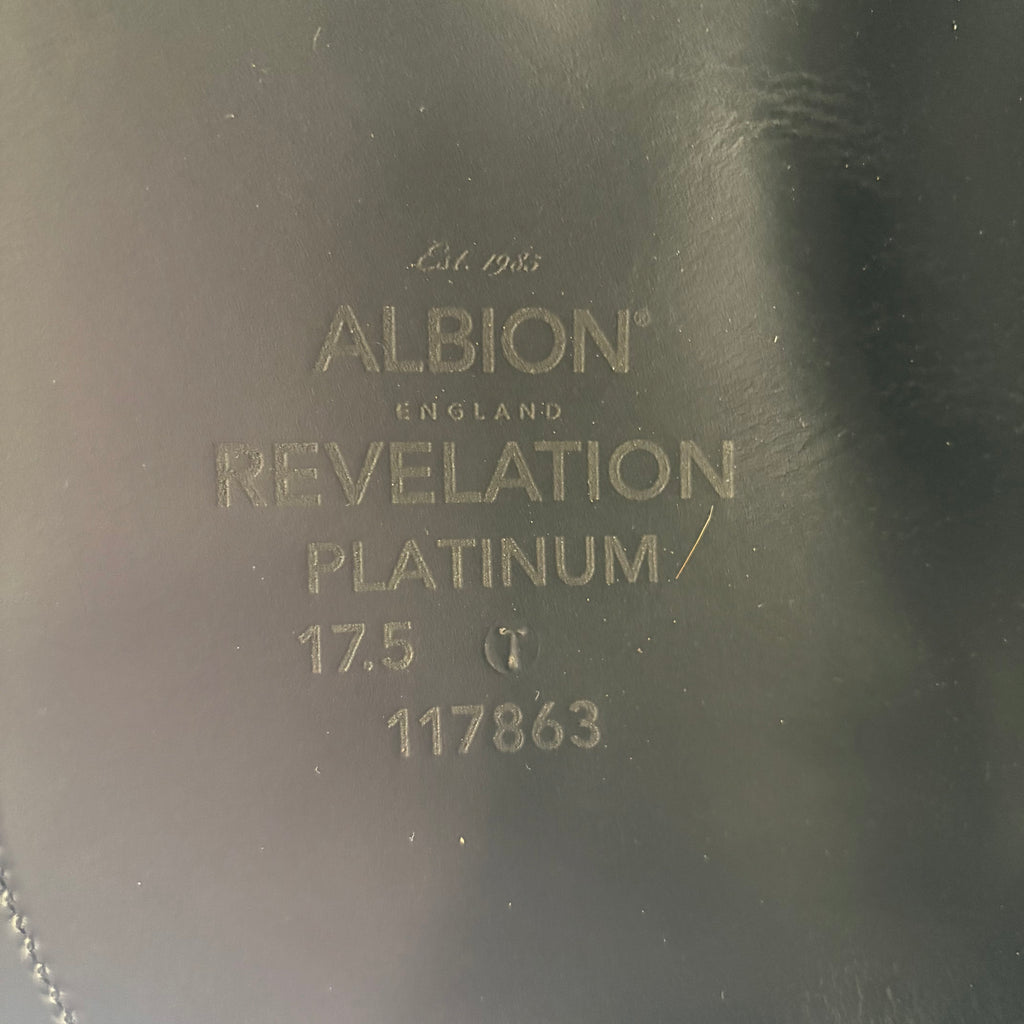 Est. 1985
ALBION®
ENGLAND
REVELATION
PLATINUM
17.5 T
117863